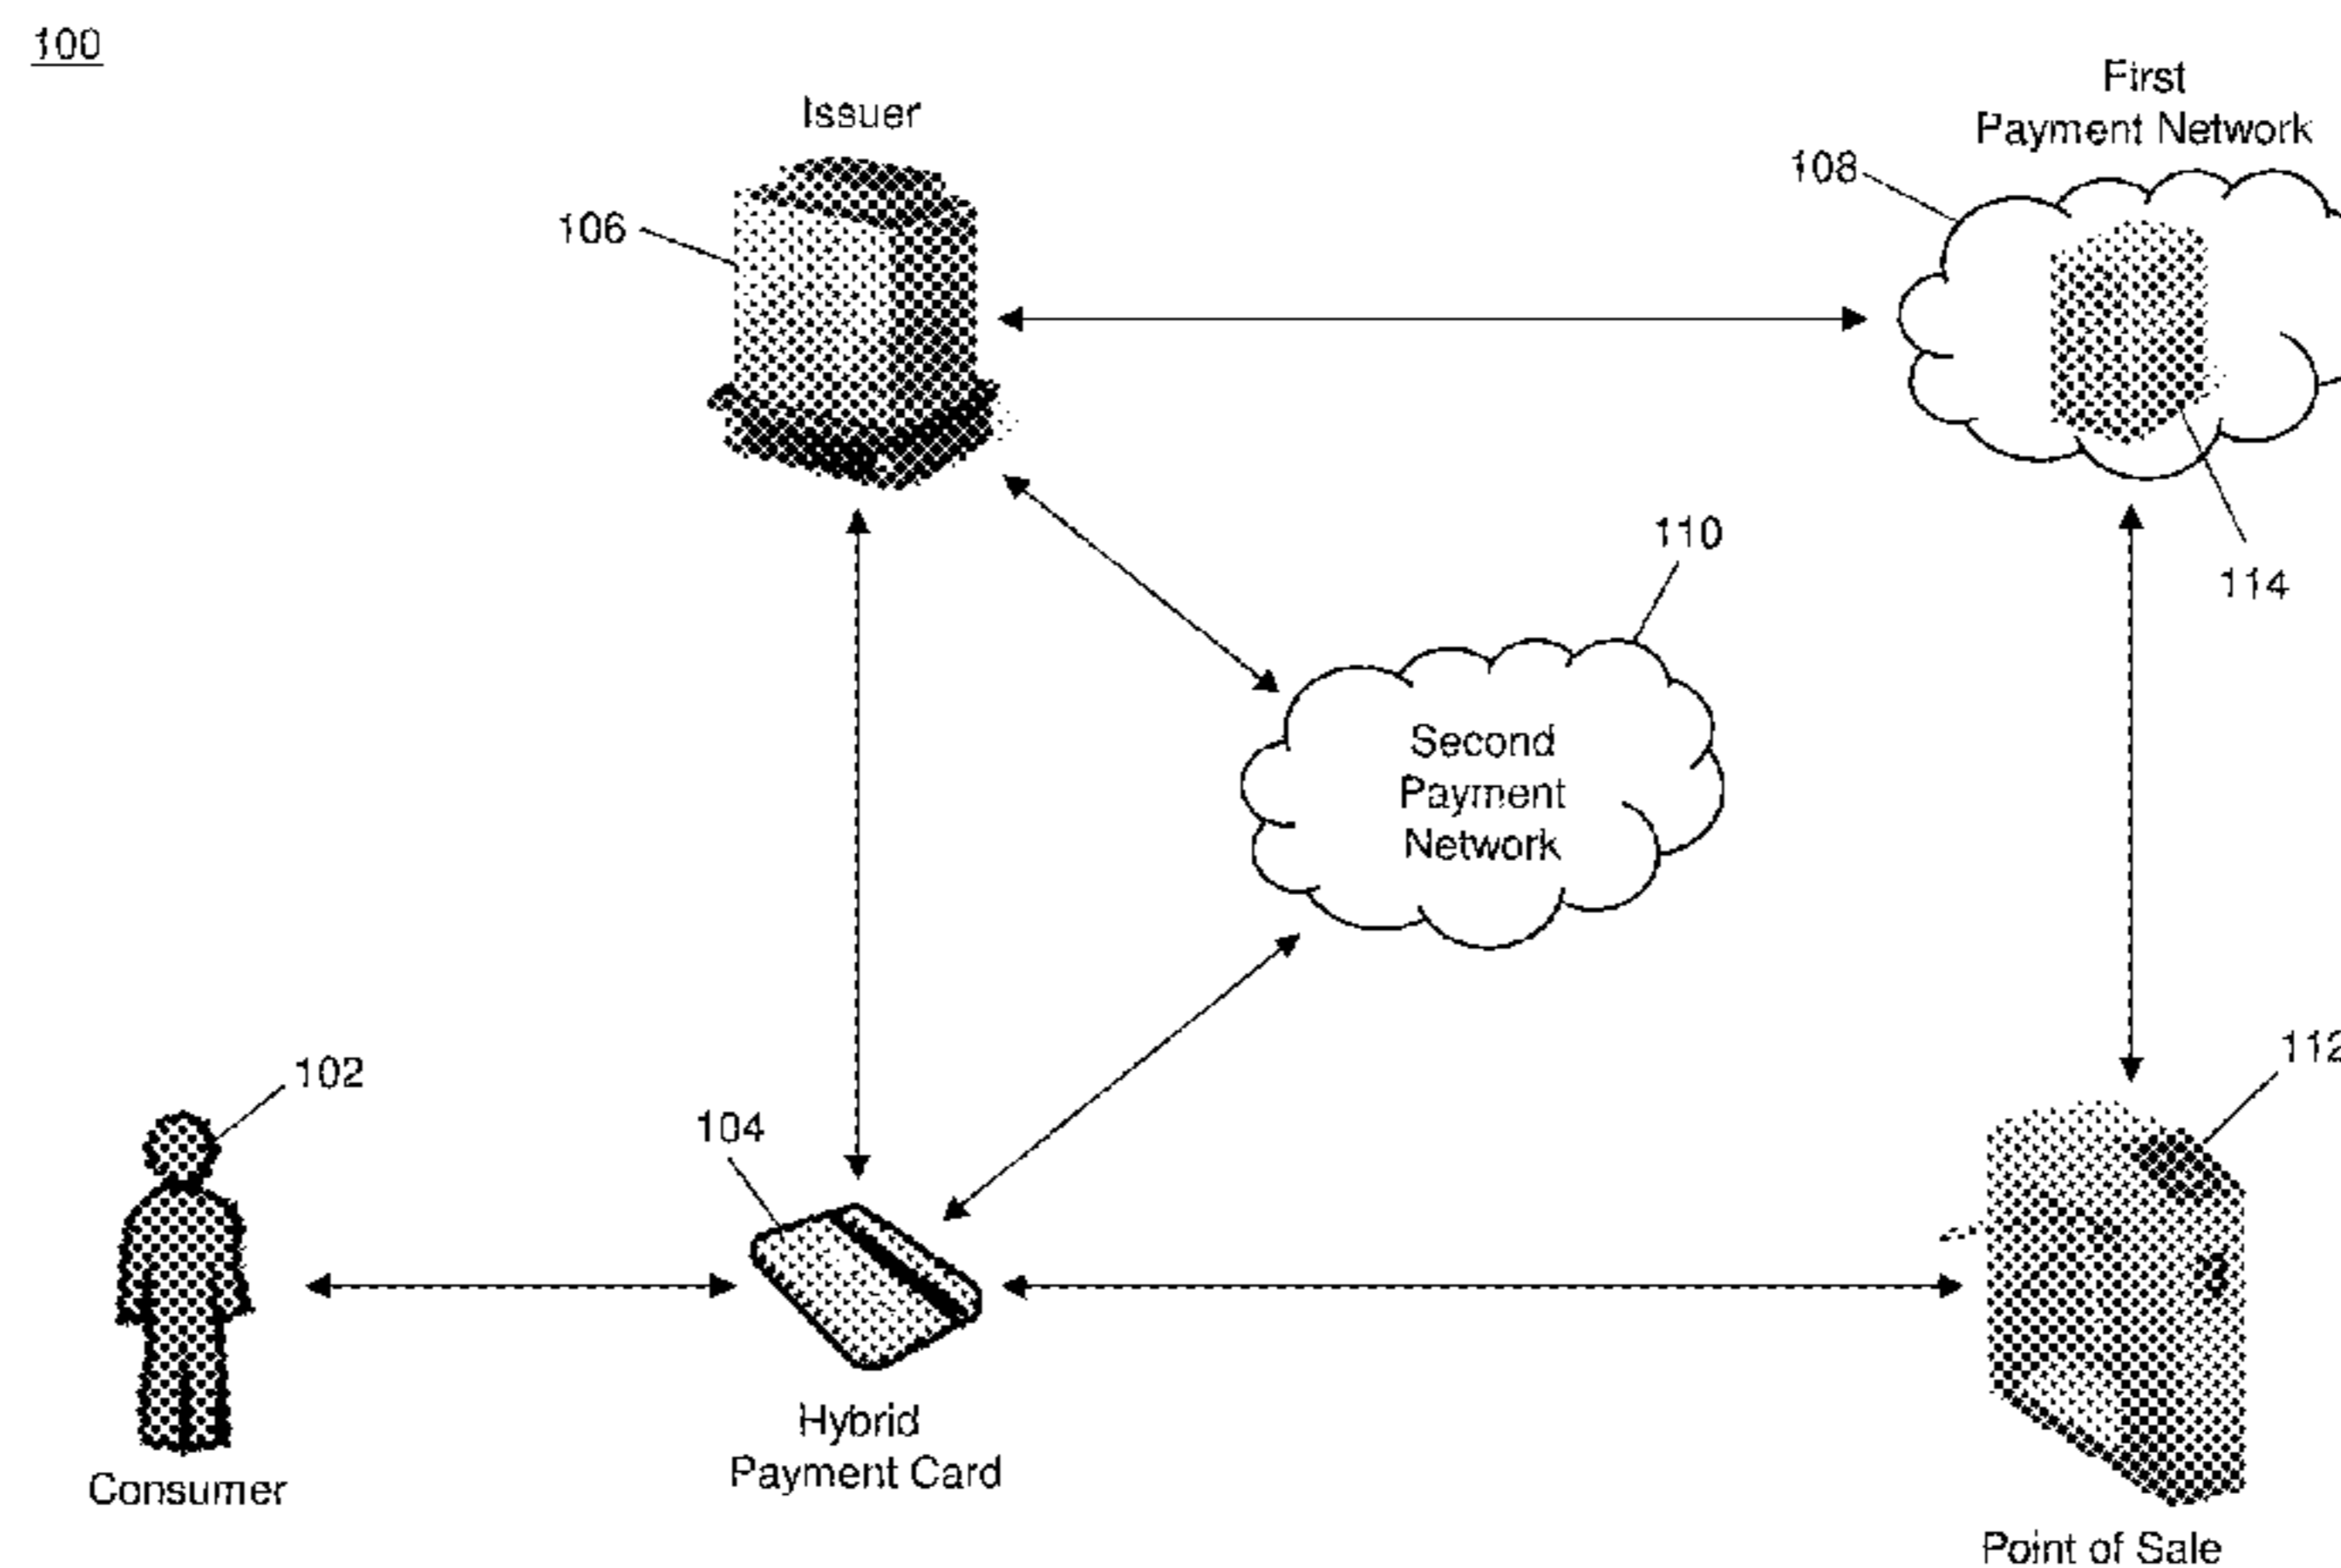 100
Issuer
First
Payment Network
106
108
110
114
Second
Payment
Network
102
104
112
Hybrid
Payment Card
Consumer
Point of Sale